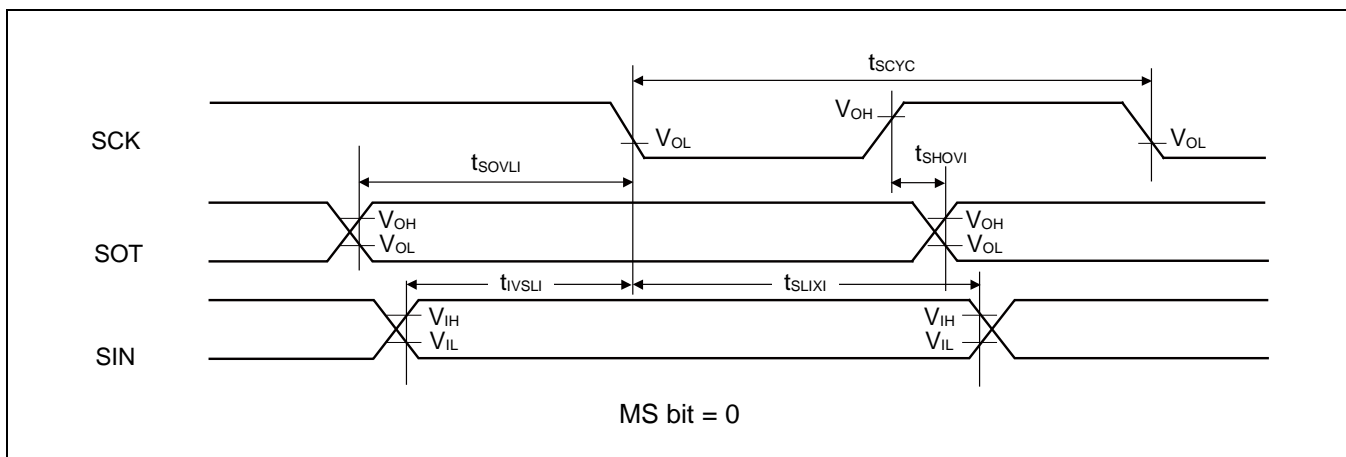 tSCYC
VOH
SCK
VOL
VOL
tSHOVI
tSOVLI
VOH
VOH
SOT
VOL
VOL
tIVSLI
tSLIXI
VIH
VIH
VIL
VIL
SIN
MS bit = 0